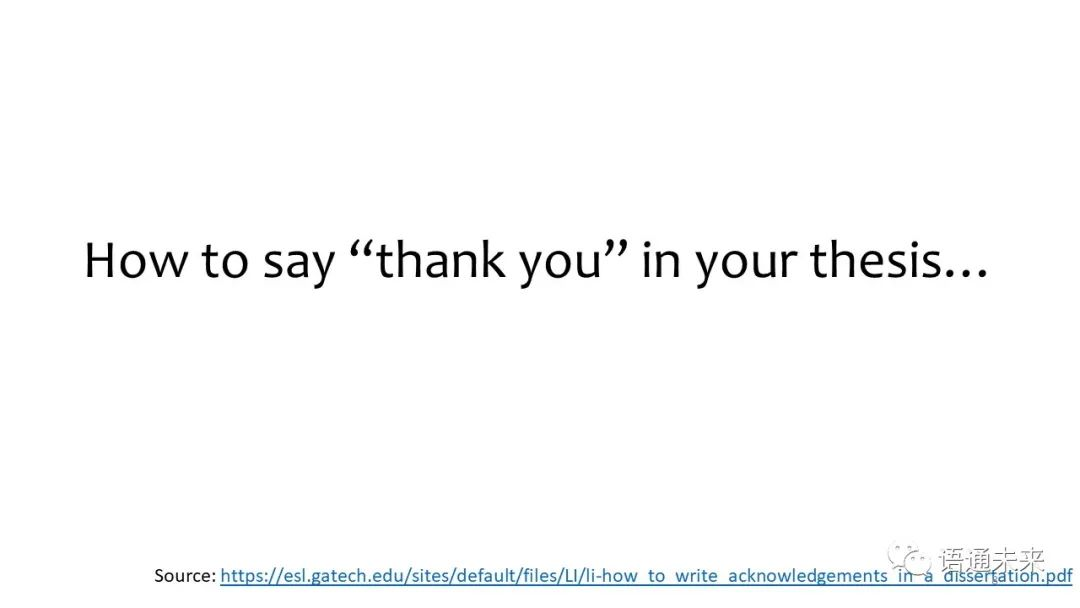 How to say “thank you” in your thesis…
语通未来
Source: https://esl.gatech.edu/sites/default/files/LI/li-how_to_write_acknowledgements_in_a_dissertation.pdf